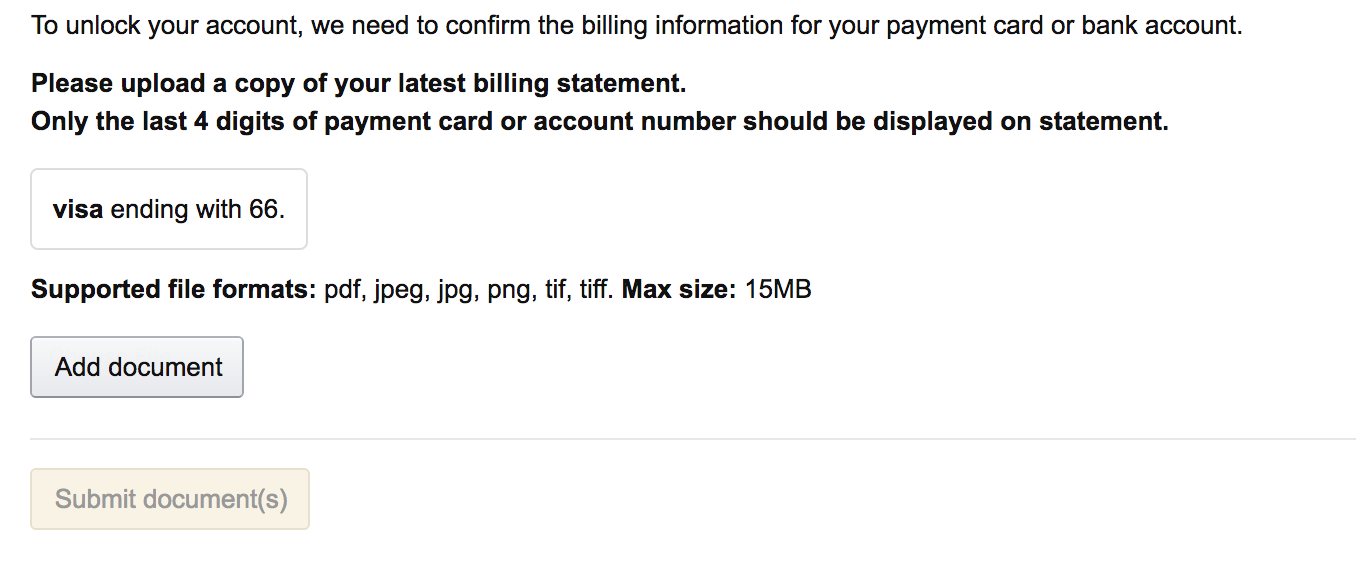 To unlock your account, we need to confirm the billing information for your payment card or bank account.
Please upload a copy of your latest billing statement.
Only the last 4 digits of payment card or account number should be displayed on statement.
visa ending with 66.
Supported file formats: pdf, jpeg, jpg, png, tif, tiff. Max size: 15MB
Add document
Submit document(s)